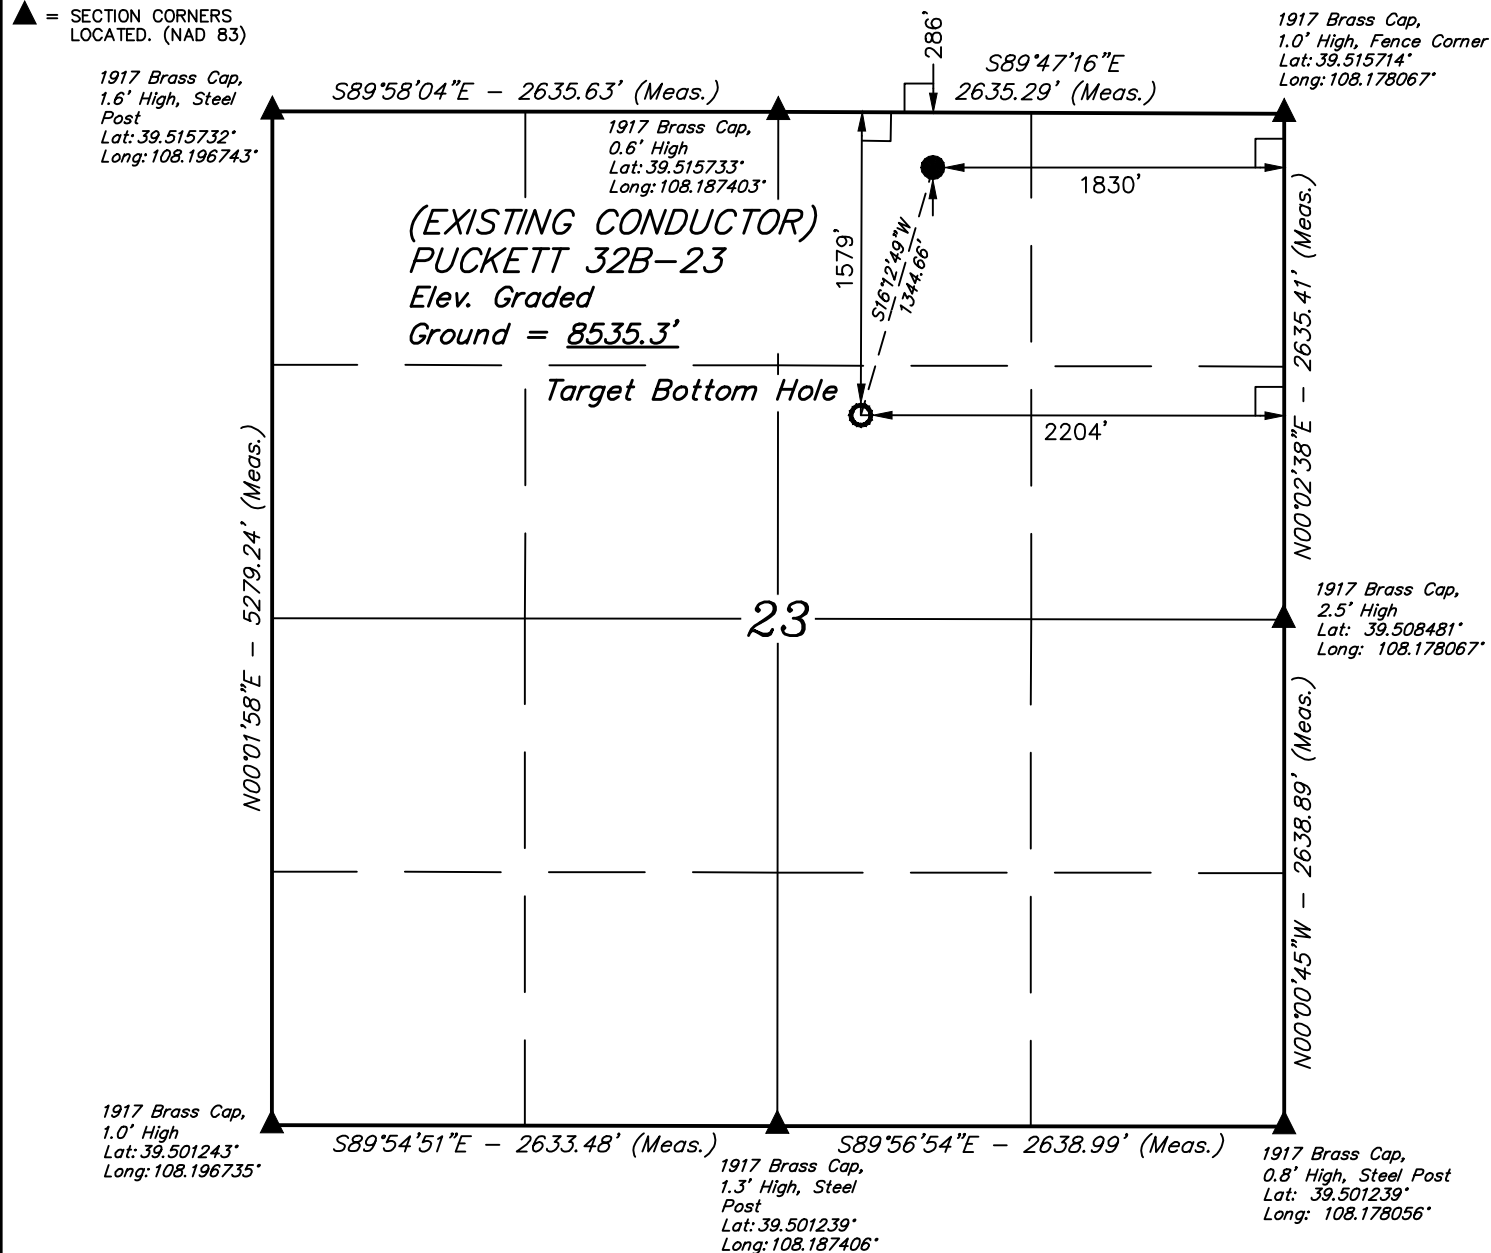 ▲ = SECTION CORNERS
LOCATED. (NAD 83)
1917 Brass Cap,
1.6' High, Steel
Post
Lat: 39.515732°
Long: 108.196743°
S89°58'04"E - 2635.63' (Meas.)
1917 Brass Cap,
0.6' High
Lat: 39.515733°
Long: 108.187403°
286'
S89°47'16"E
2635.29' (Meas.)
1917 Brass Cap,
1.0' High, Fence Corner
Lat: 39.515714°
Long: 108.178067°
1830'
(EXISTING CONDUCTOR)
PUCKETT 32B-23
Elev. Graded
Ground = 8535.3'
1579'
S16°12'49"W
1344.66'
Target Bottom Hole
2204'
N00°02'38"E - 2635.41' (Meas.)
N00°01'58"E - 5279.24' (Meas.)
23
1917 Brass Cap,
2.5' High
Lat: 39.508481°
Long: 108.178067°
N00°00'45"W - 2638.89' (Meas.)
1917 Brass Cap,
1.0' High
Lat: 39.501243°
Long: 108.196735°
S89°54'51"E - 2633.48' (Meas.)
1917 Brass Cap,
1.3' High, Steel
Post
Lat: 39.501239°
Long: 108.187406°
S89°56'54"E - 2638.99' (Meas.)
1917 Brass Cap,
0.8' High, Steel Post
Lat: 39.501239°
Long: 108.178056°